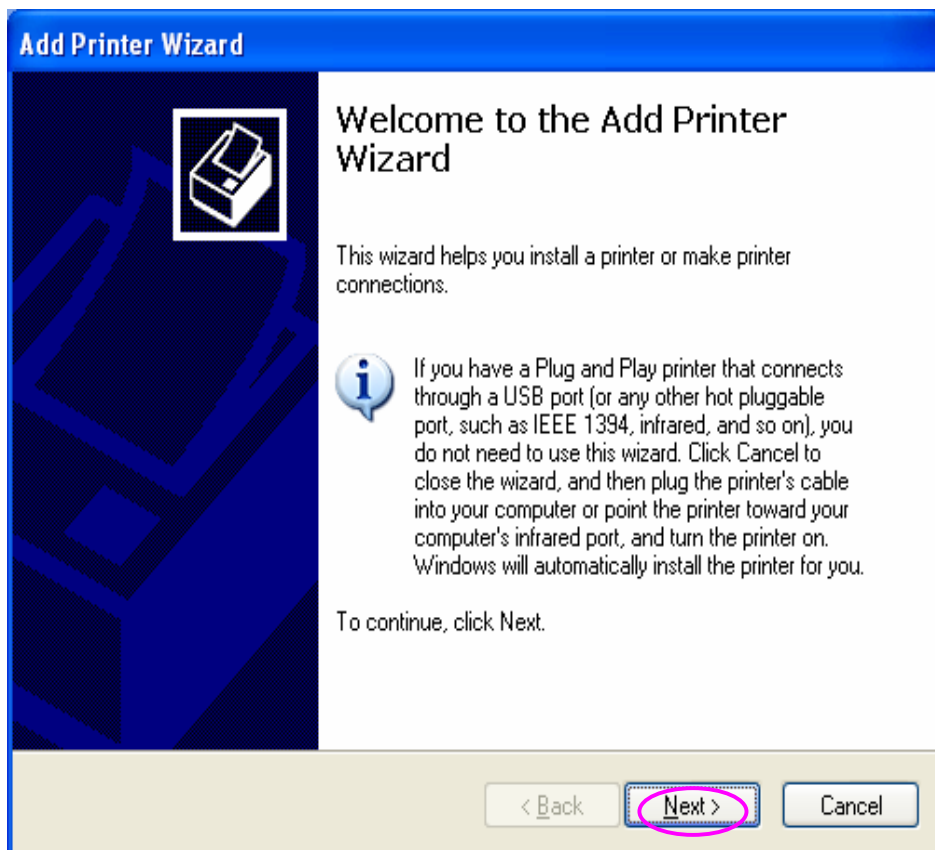 Add Printer Wizard
Welcome to the Add Printer
Wizard
This wizard helps you install a printer or make printer
connections.
If you have a Plug and Play printer that connects
through a USB port (or any other hot pluggable
port, such as IEEE 1394, infrared, and so on), you
do not need to use this wizard. Click Cancel to
close the wizard, and then plug the printer's cable
into your computer or point the printer toward your
computer's infrared port, and turn the printer on.
Windows will automatically install the printer for you.
To continue, click Next.
< Back
Next >
Cancel